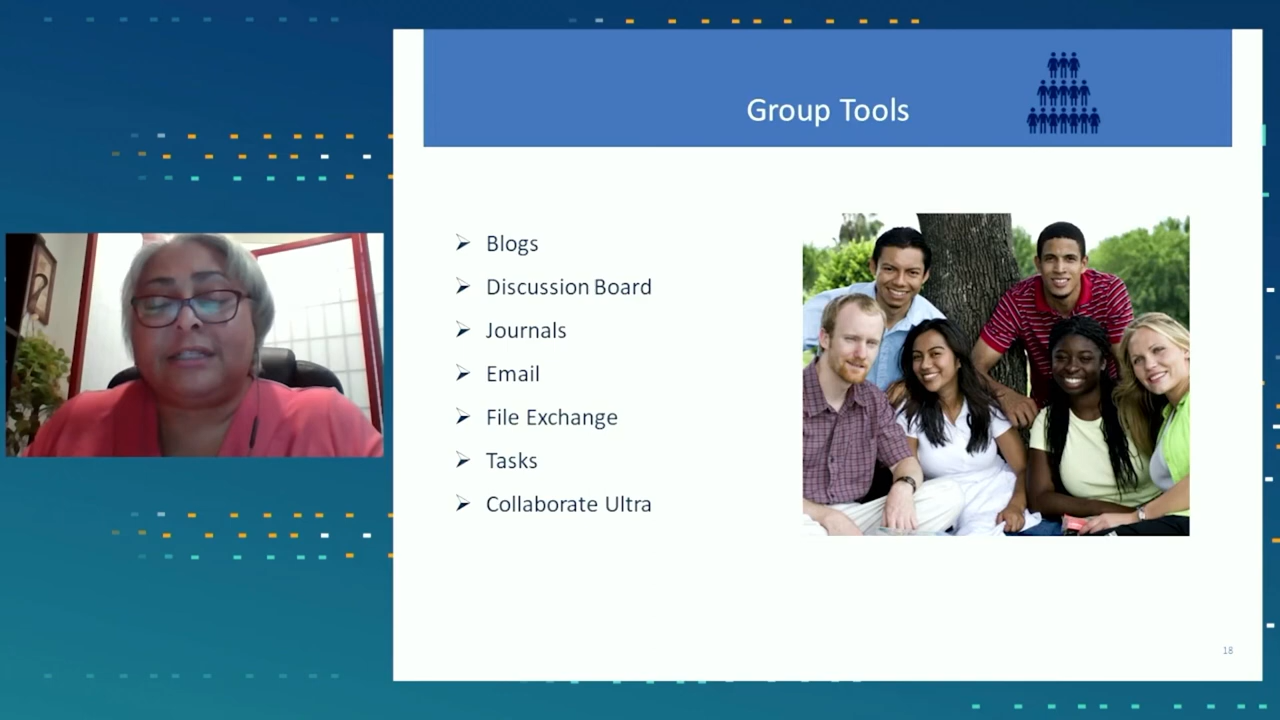 Group Tools
Blogs
Discussion Board
Journals
Email
File Exchange
Tasks
Collaborate Ultra
18